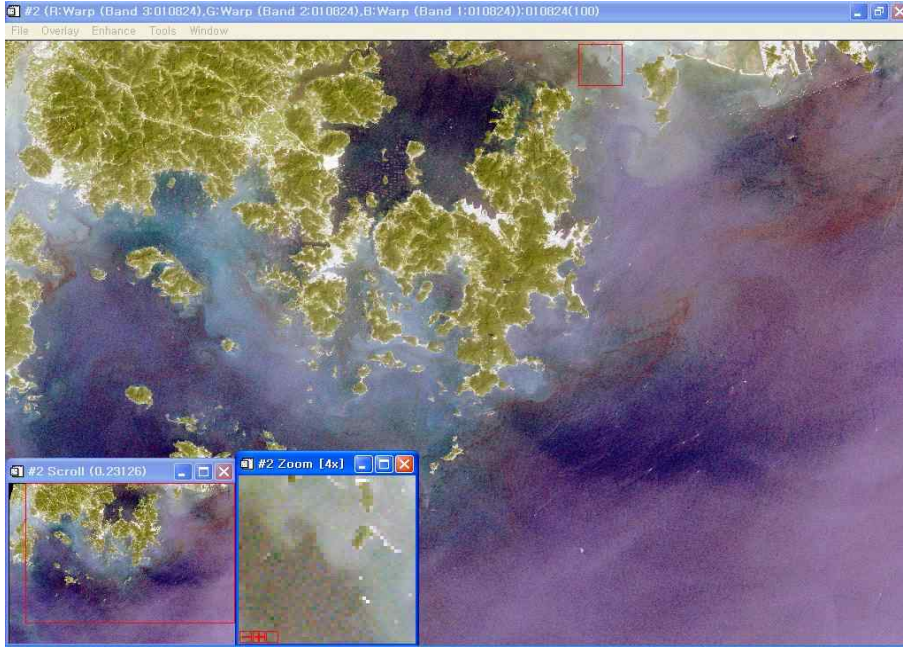 #2 (R:Warp (Band 3:010824),G:Warp (Band 2:010824),B:Warp (Band 1:010824)):010824(100)
File Overlay Enhance Tools Window
#2 Scroll (0.23126)
#2 Zoom [4x]